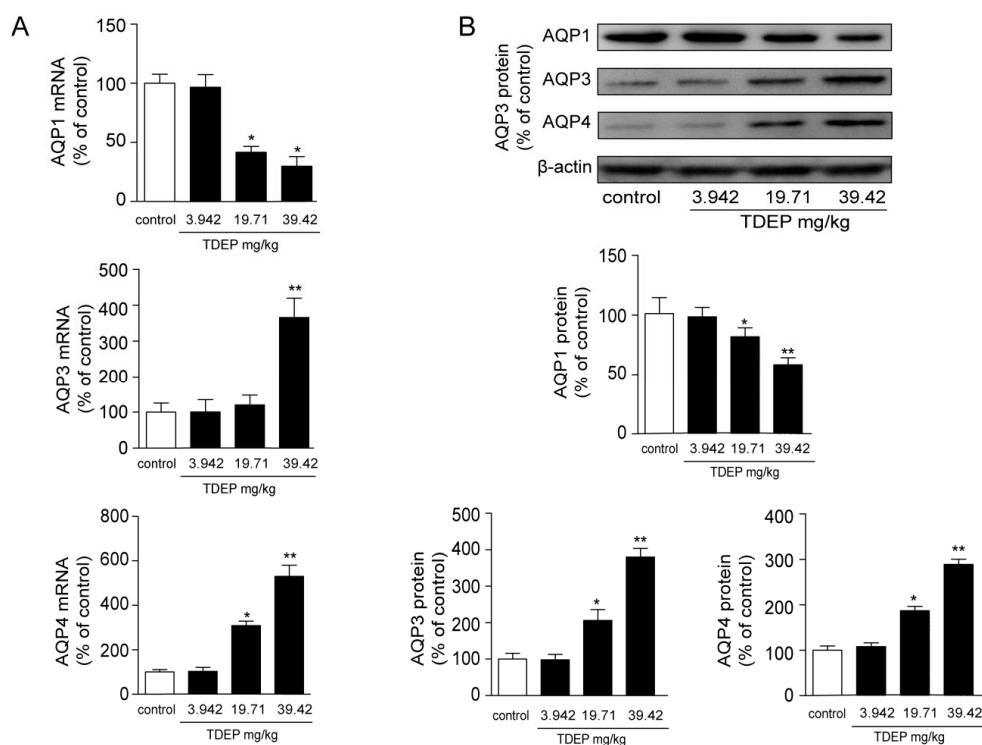 A
AQP1 mRNA
(% of control)
150
100
50
0
*
*
control 3.942 19.71 39.42
TDEP mg/kg
AQP3 mRNA
(% of control)
500
400
300
200
100
0
**
control 3.942 19.71 39.42
TDEP mg/kg
AQP4 mRNA
(% of control)
800
600
400
200
0
*
**
control 3.942 19.71 39.42
TDEP mg/kg
B
AQP3 protein
(% of control)
AQP1
AQP3
AQP4
β-actin
control 3.942 19.71 39.42
TDEP mg/kg
AQP1 protein
(% of control)
150
100
50
0
*
**
control 3.942 19.71 39.42
TDEP mg/kg
AQP3 protein
(% of control)
500
400
300
200
100
0
*
**
control 3.942 19.71 39.42
TDEP mg/kg
AQP4 protein
(% of control)
400
300
200
100
0
*
**
control 3.942 19.71 39.42
TDEP mg/kg